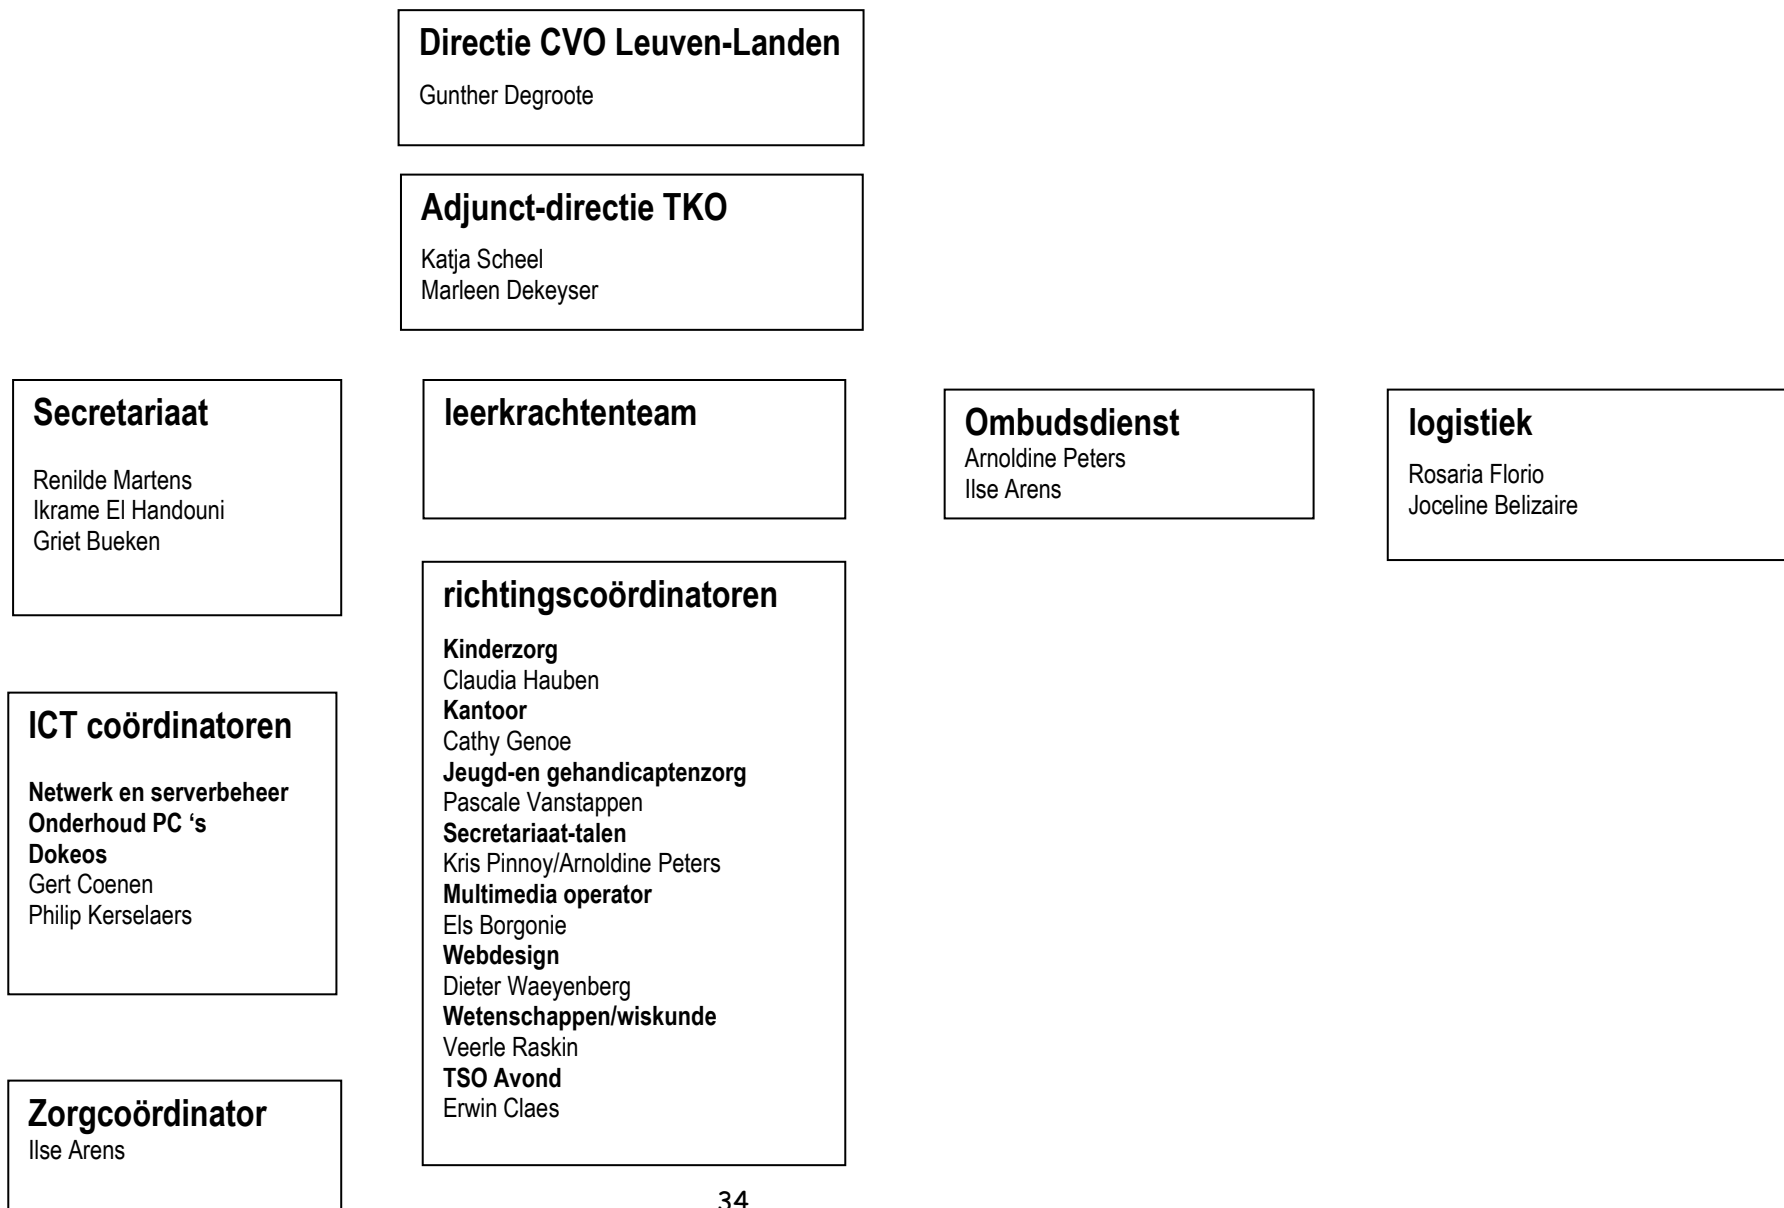 Directie CVO Leuven-Landen
Gunther Degroote
Adjunct-directie TKO
Katja Scheel
Marleen Dekeyser
Secretariaat
Renilde Martens
Ikrame El Handouni
Griet Bueken
leerkrachtenteam
Ombudsdienst
Arnoldine Peters
Ilse Arens
logistiek
Rosaria Florio
Joceline Belizaire
ICT coördinatoren
Netwerk en serverbeheer
Onderhoud PC ‘s
Dokeos
Gert Coenen
Philip Kerselaers
richtingscoördinatoren
Kinderzorg
Claudia Hauben
Kantoor
Cathy Genoe
Jeugd-en gehandicaptenzorg
Pascale Vanstappen
Secretariaat-talen
Kris Pinnoy/Arnoldine Peters
Multimedia operator
Els Borgonie
Webdesign
Dieter Waeyenberg
Wetenschappen/wiskunde
Veerle Raskin
TSO Avond
Erwin Claes
Zorgcoördinator
Ilse Arens
34